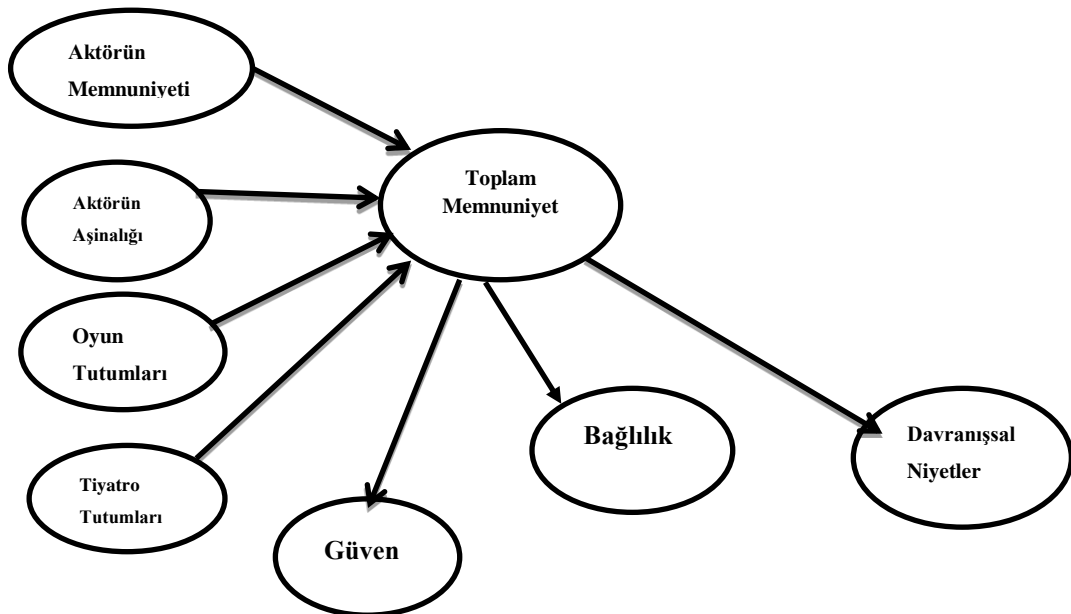 Aktörün
Memnuniyeti
Toplam
Memnuniyet
Aktörün
Aşinalığı
Oyun
Tutumları
Tiyatro
Tutumları
Güven
Bağlılık
Davranışsal
Niyetler